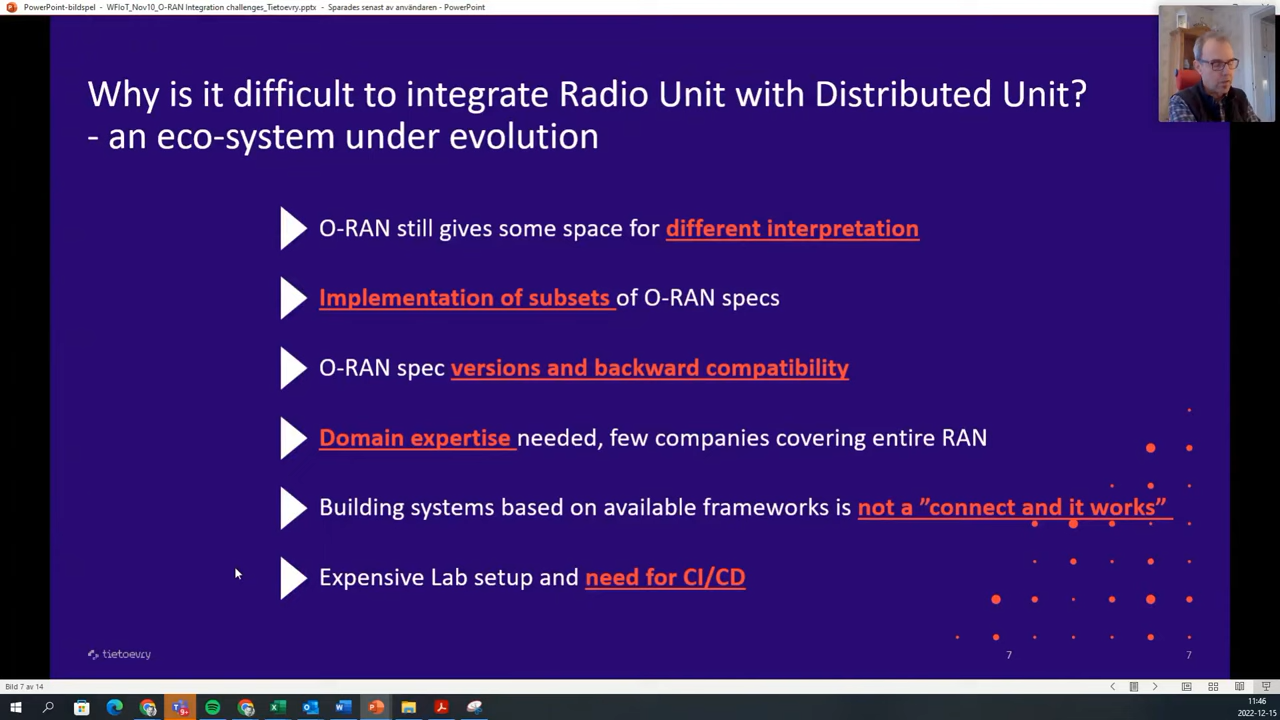 PowerPoint-bildspel - WFIoT_Nov10_O-RAN Integration challenges_Tietoevry.pptx - Sparades senast av användaren - PowerPoint
Why is it difficult to integrate Radio Unit with Distributed Unit?
- an eco-system under evolution
O-RAN still gives some space for different interpretation
Implementation of subsets of O-RAN specs
O-RAN spec versions and backward compatibility
Domain expertise needed, few companies covering entire RAN
Building systems based on available frameworks is not a ”connect and it works”
Expensive Lab setup and need for CI/CD
tietoevry
7
7
Bild 7 av 14
11:46
2022-12-15